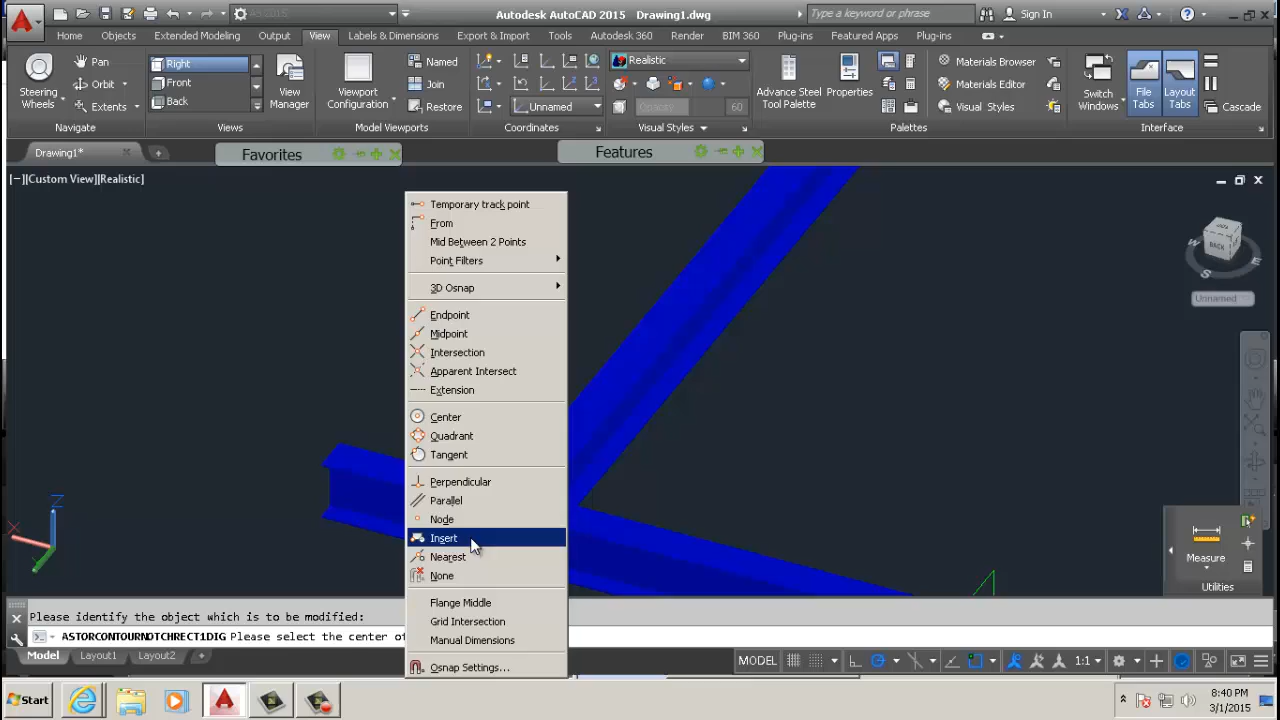 AS 2015
Autodesk AutoCAD 2015 Drawing1.dwg
Type a keyword or phrase
Sign In
Home Objects Extended Modeling Output View Labels & Dimensions Export & Import Tools Autodesk 360 Render BIM 360 Plug-ins Featured Apps Plug-ins
Steering Wheels
Pan
Orbit
Extents
Navigate
Right
Front
Back
View Manager
Views
Viewport Configuration
Named
Join
Restore
Model Viewports
Unnamed
Coordinates
Realistic
Opacity 60
Visual Styles
Advance Steel Tool Palette
Properties
Materials Browser
Materials Editor
Visual Styles
Palettes
Switch Windows
File Tabs
Layout Tabs
Cascade
Interface
Drawing1*
Favorites
Features
[−][Custom View][Realistic]
Temporary track point
From
Mid Between 2 Points
Point Filters
3D Osnap
Endpoint
Midpoint
Intersection
Apparent Intersect
Extension
Center
Quadrant
Tangent
Perpendicular
Parallel
Node
Insert
Nearest
None
Flange Middle
Grid Intersection
Manual Dimensions
Osnap Settings...
BACK
W
S
E
Unnamed
Z
X
Measure
Utilities
Please identify the object which is to be modified:
ASTORCONTOURNOTCHRECT1DIG Please select the center of
Model Layout1 Layout2 +
MODEL
1:1
Start
8:40 PM
3/1/2015